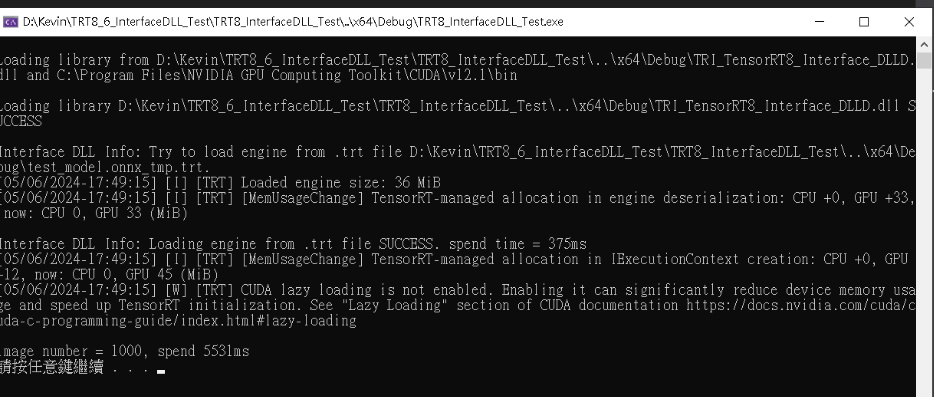 D:\Kevin\TRT8_6_InterfaceDLL_Test\TRT8_InterfaceDLL_Test\..\x64\Debug\TRT8_InterfaceDLL_Test.exe
Loading library from D:\Kevin\TRT8_6_InterfaceDLL_Test\TRT8_InterfaceDLL_Test\..\x64\Debug\TRI_TensorRT8_Interface_DLLD.
dll and C:\Program Files\NVIDIA GPU Computing Toolkit\CUDA\v12.1\bin
Loading library D:\Kevin\TRT8_6_InterfaceDLL_Test\TRT8_InterfaceDLL_Test\..\x64\Debug\TRI_TensorRT8_Interface_DLLD.dll S
UCCESS
Interface DLL Info: Try to load engine from .trt file D:\Kevin\TRT8_6_InterfaceDLL_Test\TRT8_InterfaceDLL_Test\..\x64\De
bug\test_model.onnx_tmp.trt.
[05/06/2024-17:49:15] [I] [TRT] Loaded engine size: 36 MiB
[05/06/2024-17:49:15] [I] [TRT] [MemUsageChange] TensorRT-managed allocation in engine deserialization: CPU +0, GPU +33,
now: CPU 0, GPU 33 (MiB)
Interface DLL Info: Loading engine from .trt file SUCCESS. spend time = 375ms
[05/06/2024-17:49:15] [I] [TRT] [MemUsageChange] TensorRT-managed allocation in IExecutionContext creation: CPU +0, GPU
+12, now: CPU 0, GPU 45 (MiB)
[05/06/2024-17:49:15] [W] [TRT] CUDA lazy loading is not enabled. Enabling it can significantly reduce device memory usa
ge and speed up TensorRT initialization. See "Lazy Loading" section of CUDA documentation https://docs.nvidia.com/cuda/c
uda-c-programming-guide/index.html#lazy-loading
image number = 1000, spend 5531ms
請按任意鍵繼續 . . .